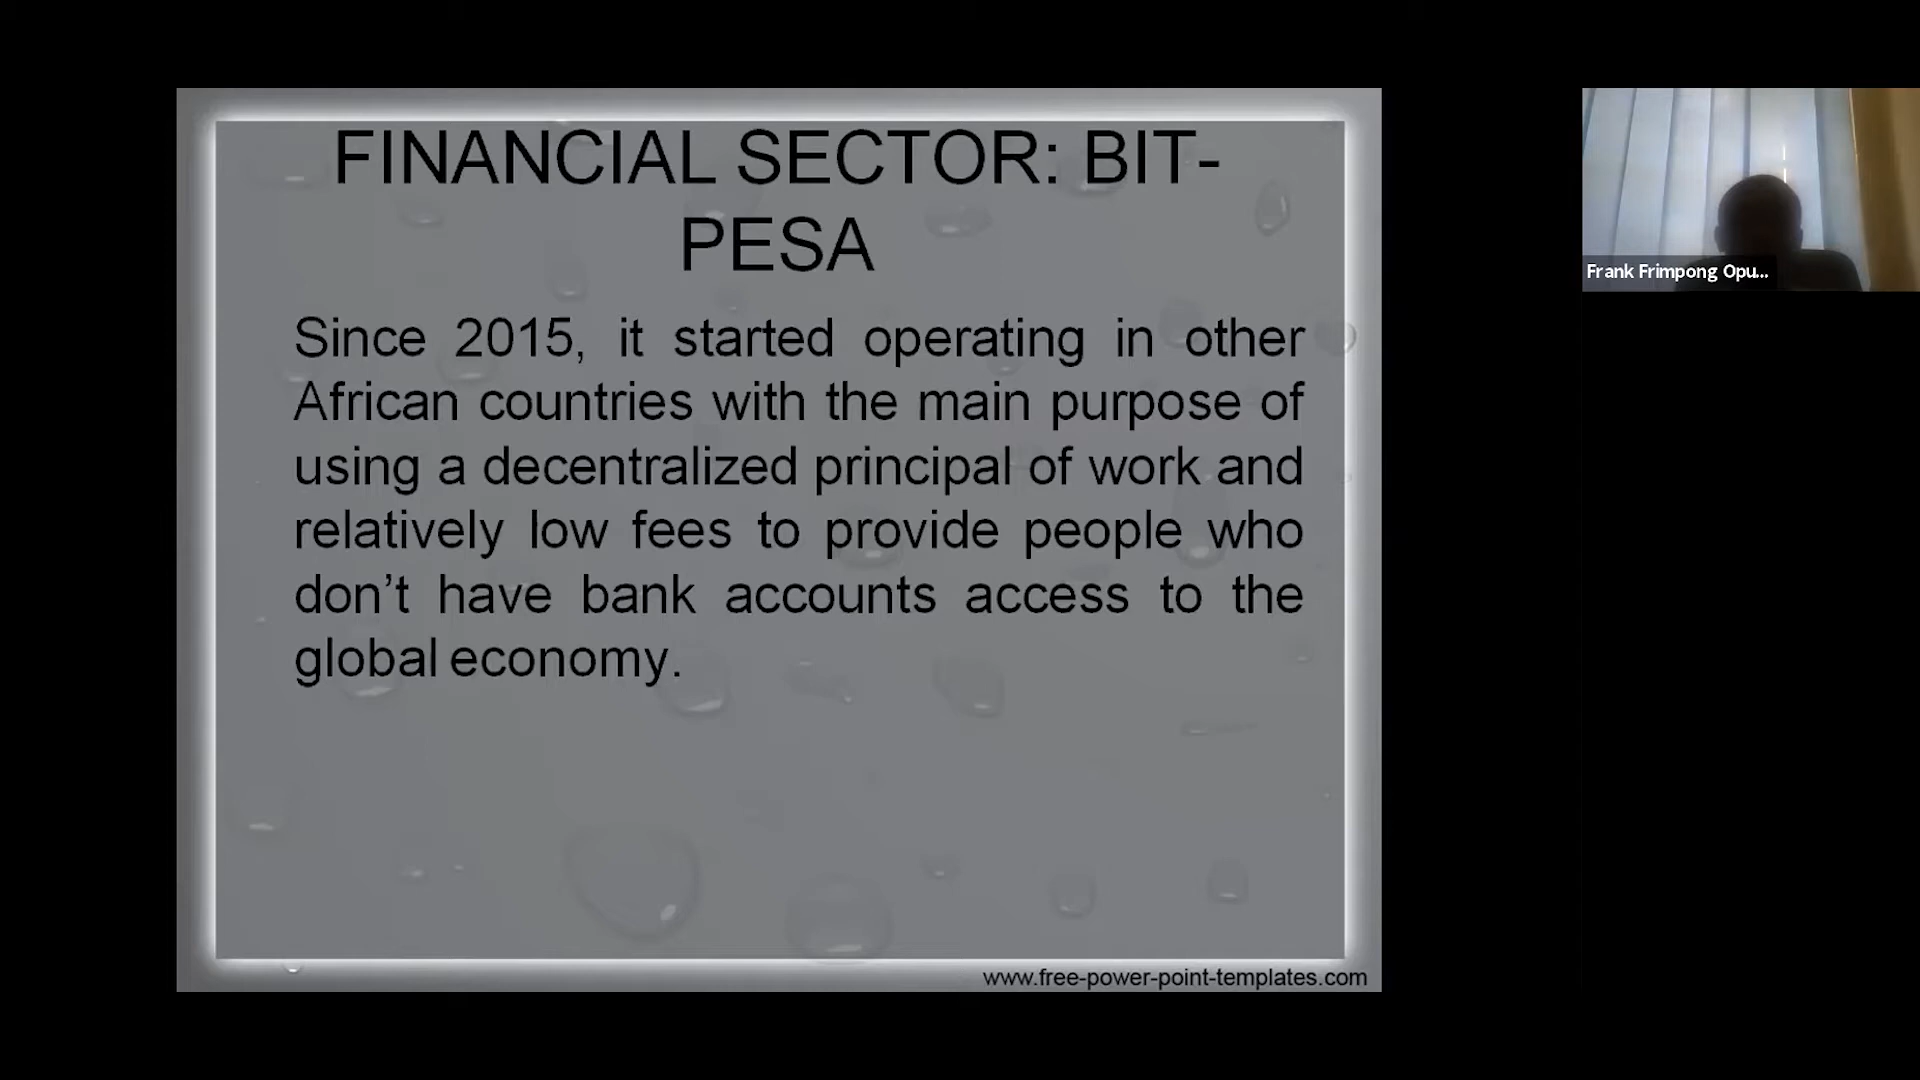 FINANCIAL SECTOR: BIT-
PESA
Since 2015, it started operating in other
African countries with the main purpose of
using a decentralized principal of work and
relatively low fees to provide people who
don’t have bank accounts access to the
global economy.
www.free-power-point-templates.com
Frank Frimpong Opu...